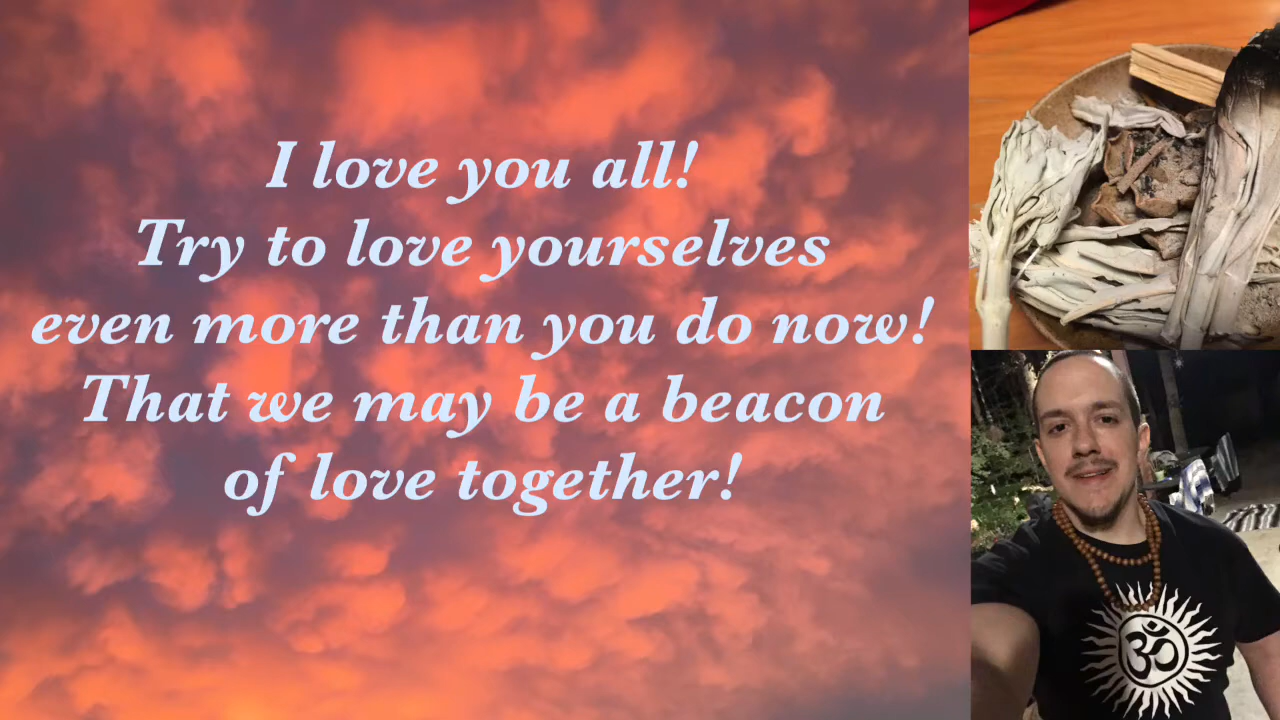 I love you all!
Try to love yourselves
even more than you do now!
That we may be a beacon
of love together!
ॐ